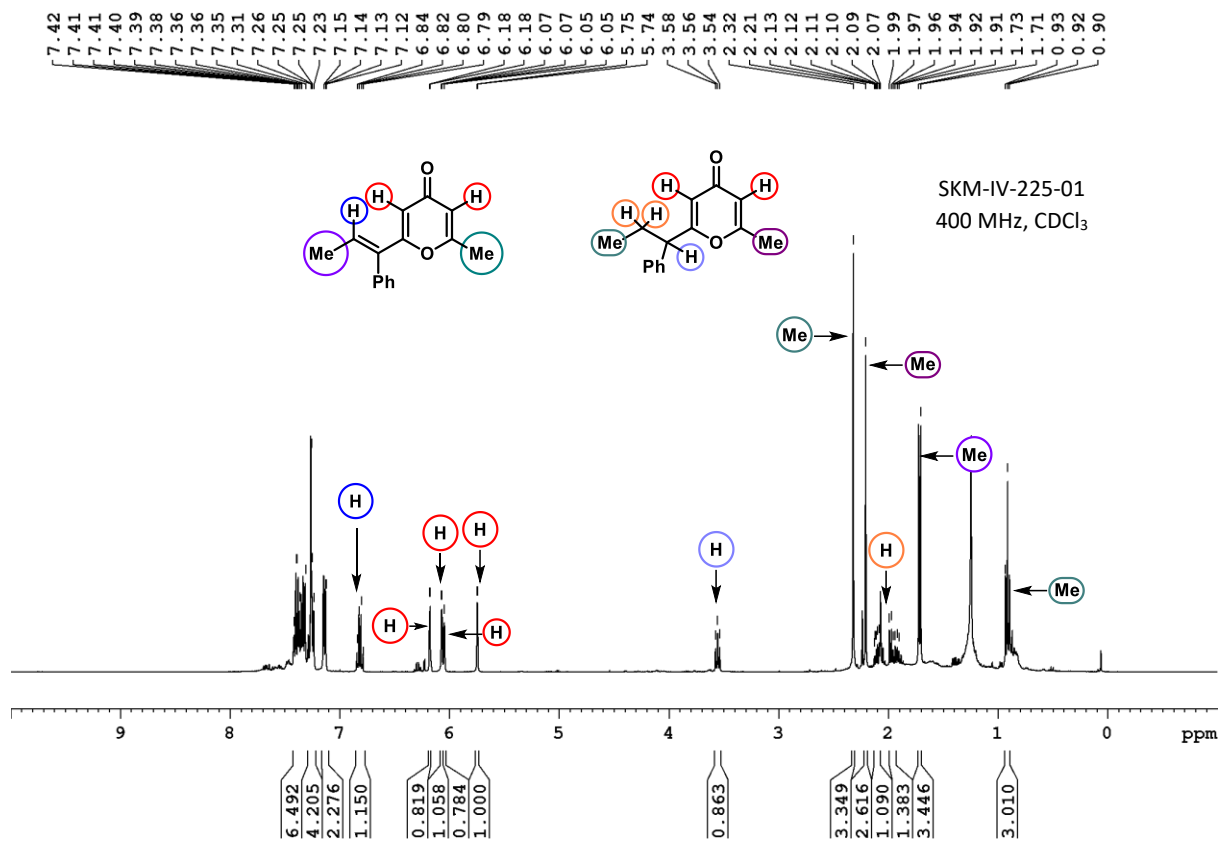 7.42 7.41 7.41 7.40 7.39 7.38 7.36 7.36 7.35 7.31 7.26 7.25 7.25 7.23 7.15 7.14 7.13 7.12 6.84 6.82 6.80 6.79 6.18 6.18 6.07 6.07 6.05 6.05 5.75 5.74 3.58 3.56 3.54 2.32 2.21 2.13 2.12 2.11 2.10 2.09 2.07 1.99 1.97 1.96 1.94 1.92 1.91 1.73 1.71 0.93 0.92 0.90
O O
H H H H H
H H
Me O Me Me O Me
H
Ph Ph
SKM-IV-225-01
400 MHz, CDCl₃
Me
Me
Me
H
H H
H H
Me
H H
9 8 7 6 5 4 3 2 1 0 ppm
6.492 4.205 2.276 1.150 0.819 1.058 0.784 1.000 0.863 3.349 2.616 1.090 1.383 3.446 3.010